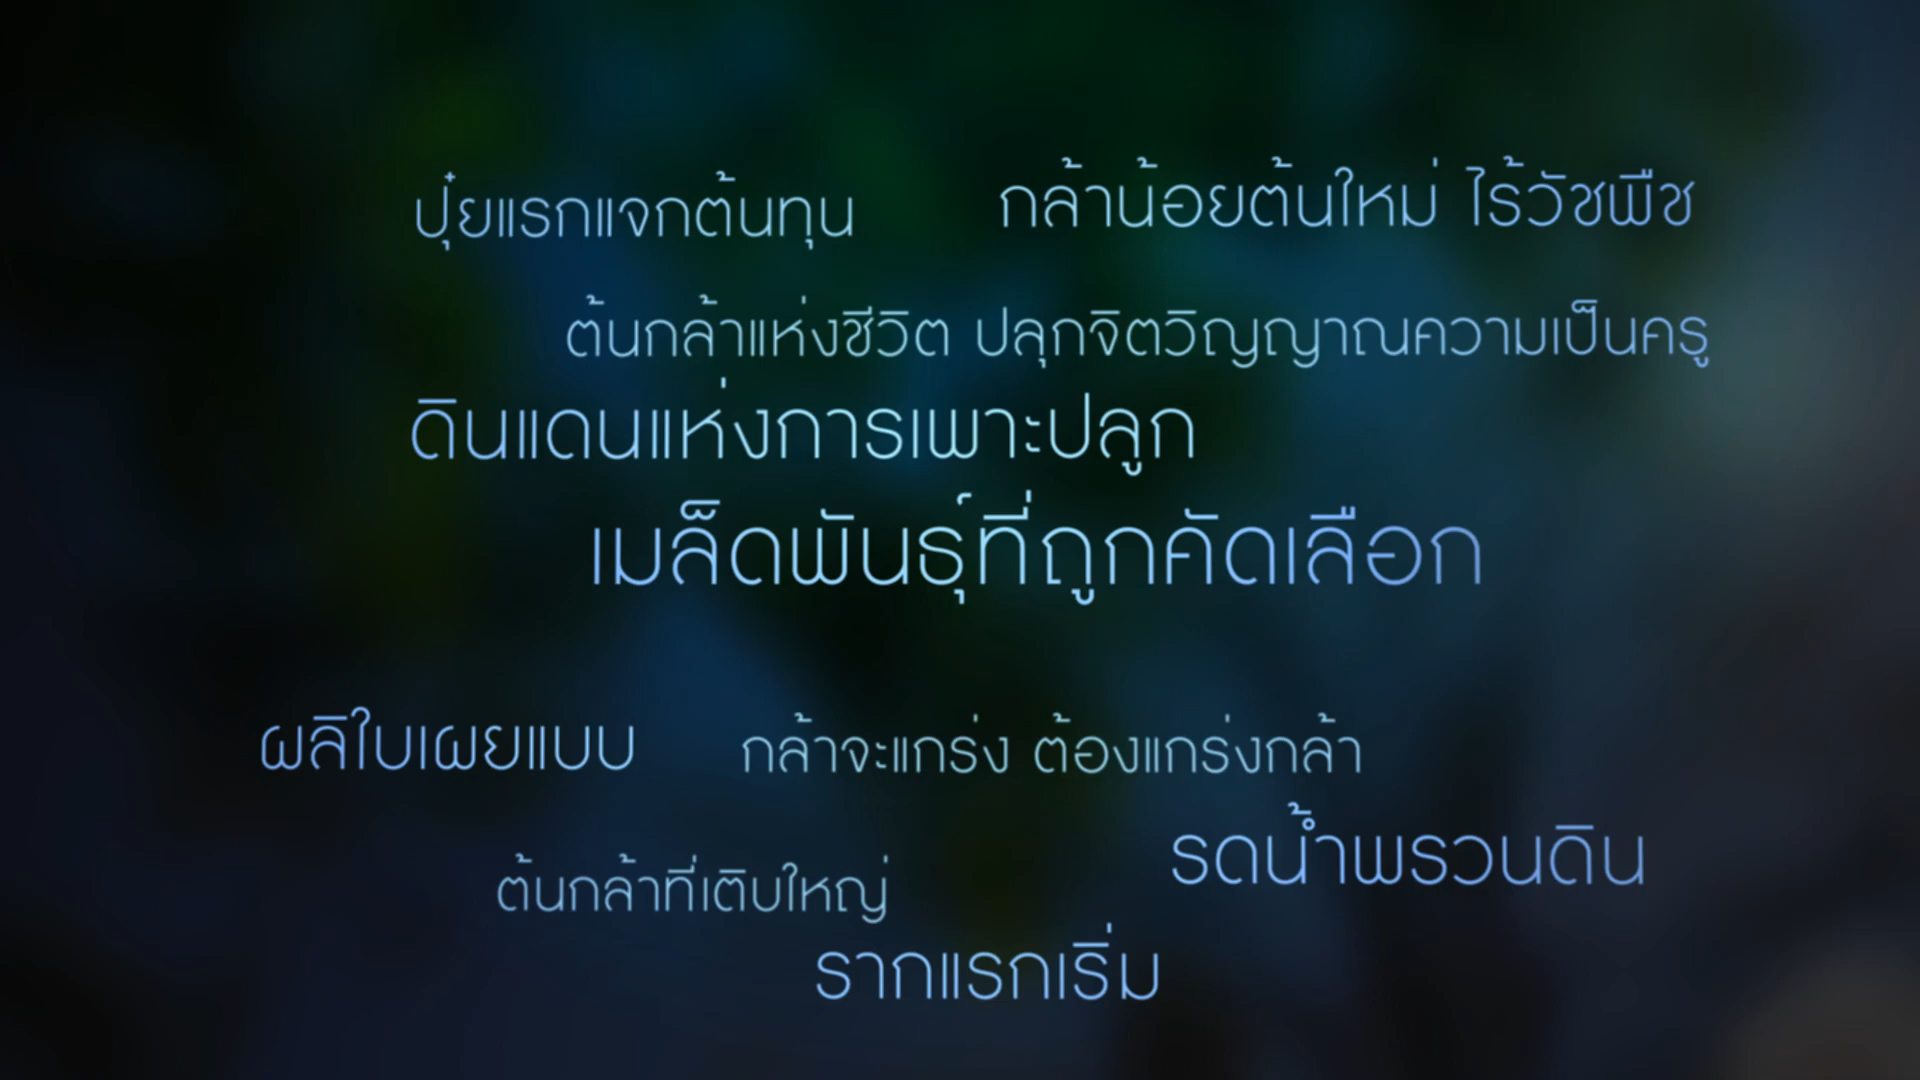 ปุ๋ยแรกแจกต้นทุน
กล้าน้อยต้นใหม่ ไร้วัชพืช
ต้นกล้าแห่งชีวิต ปลุกจิตวิญญาณความเป็นครู
ดินแดนแห่งการเพาะปลูก
เมล็ดพันธุ์ที่ถูกคัดเลือก
ผลิใบเผยแบบ
กล้าจะแกร่ง ต้องแกร่งกล้า
รดน้ำพรวนดิน
ต้นกล้าที่เติบใหญ่
รากแรกเริ่ม